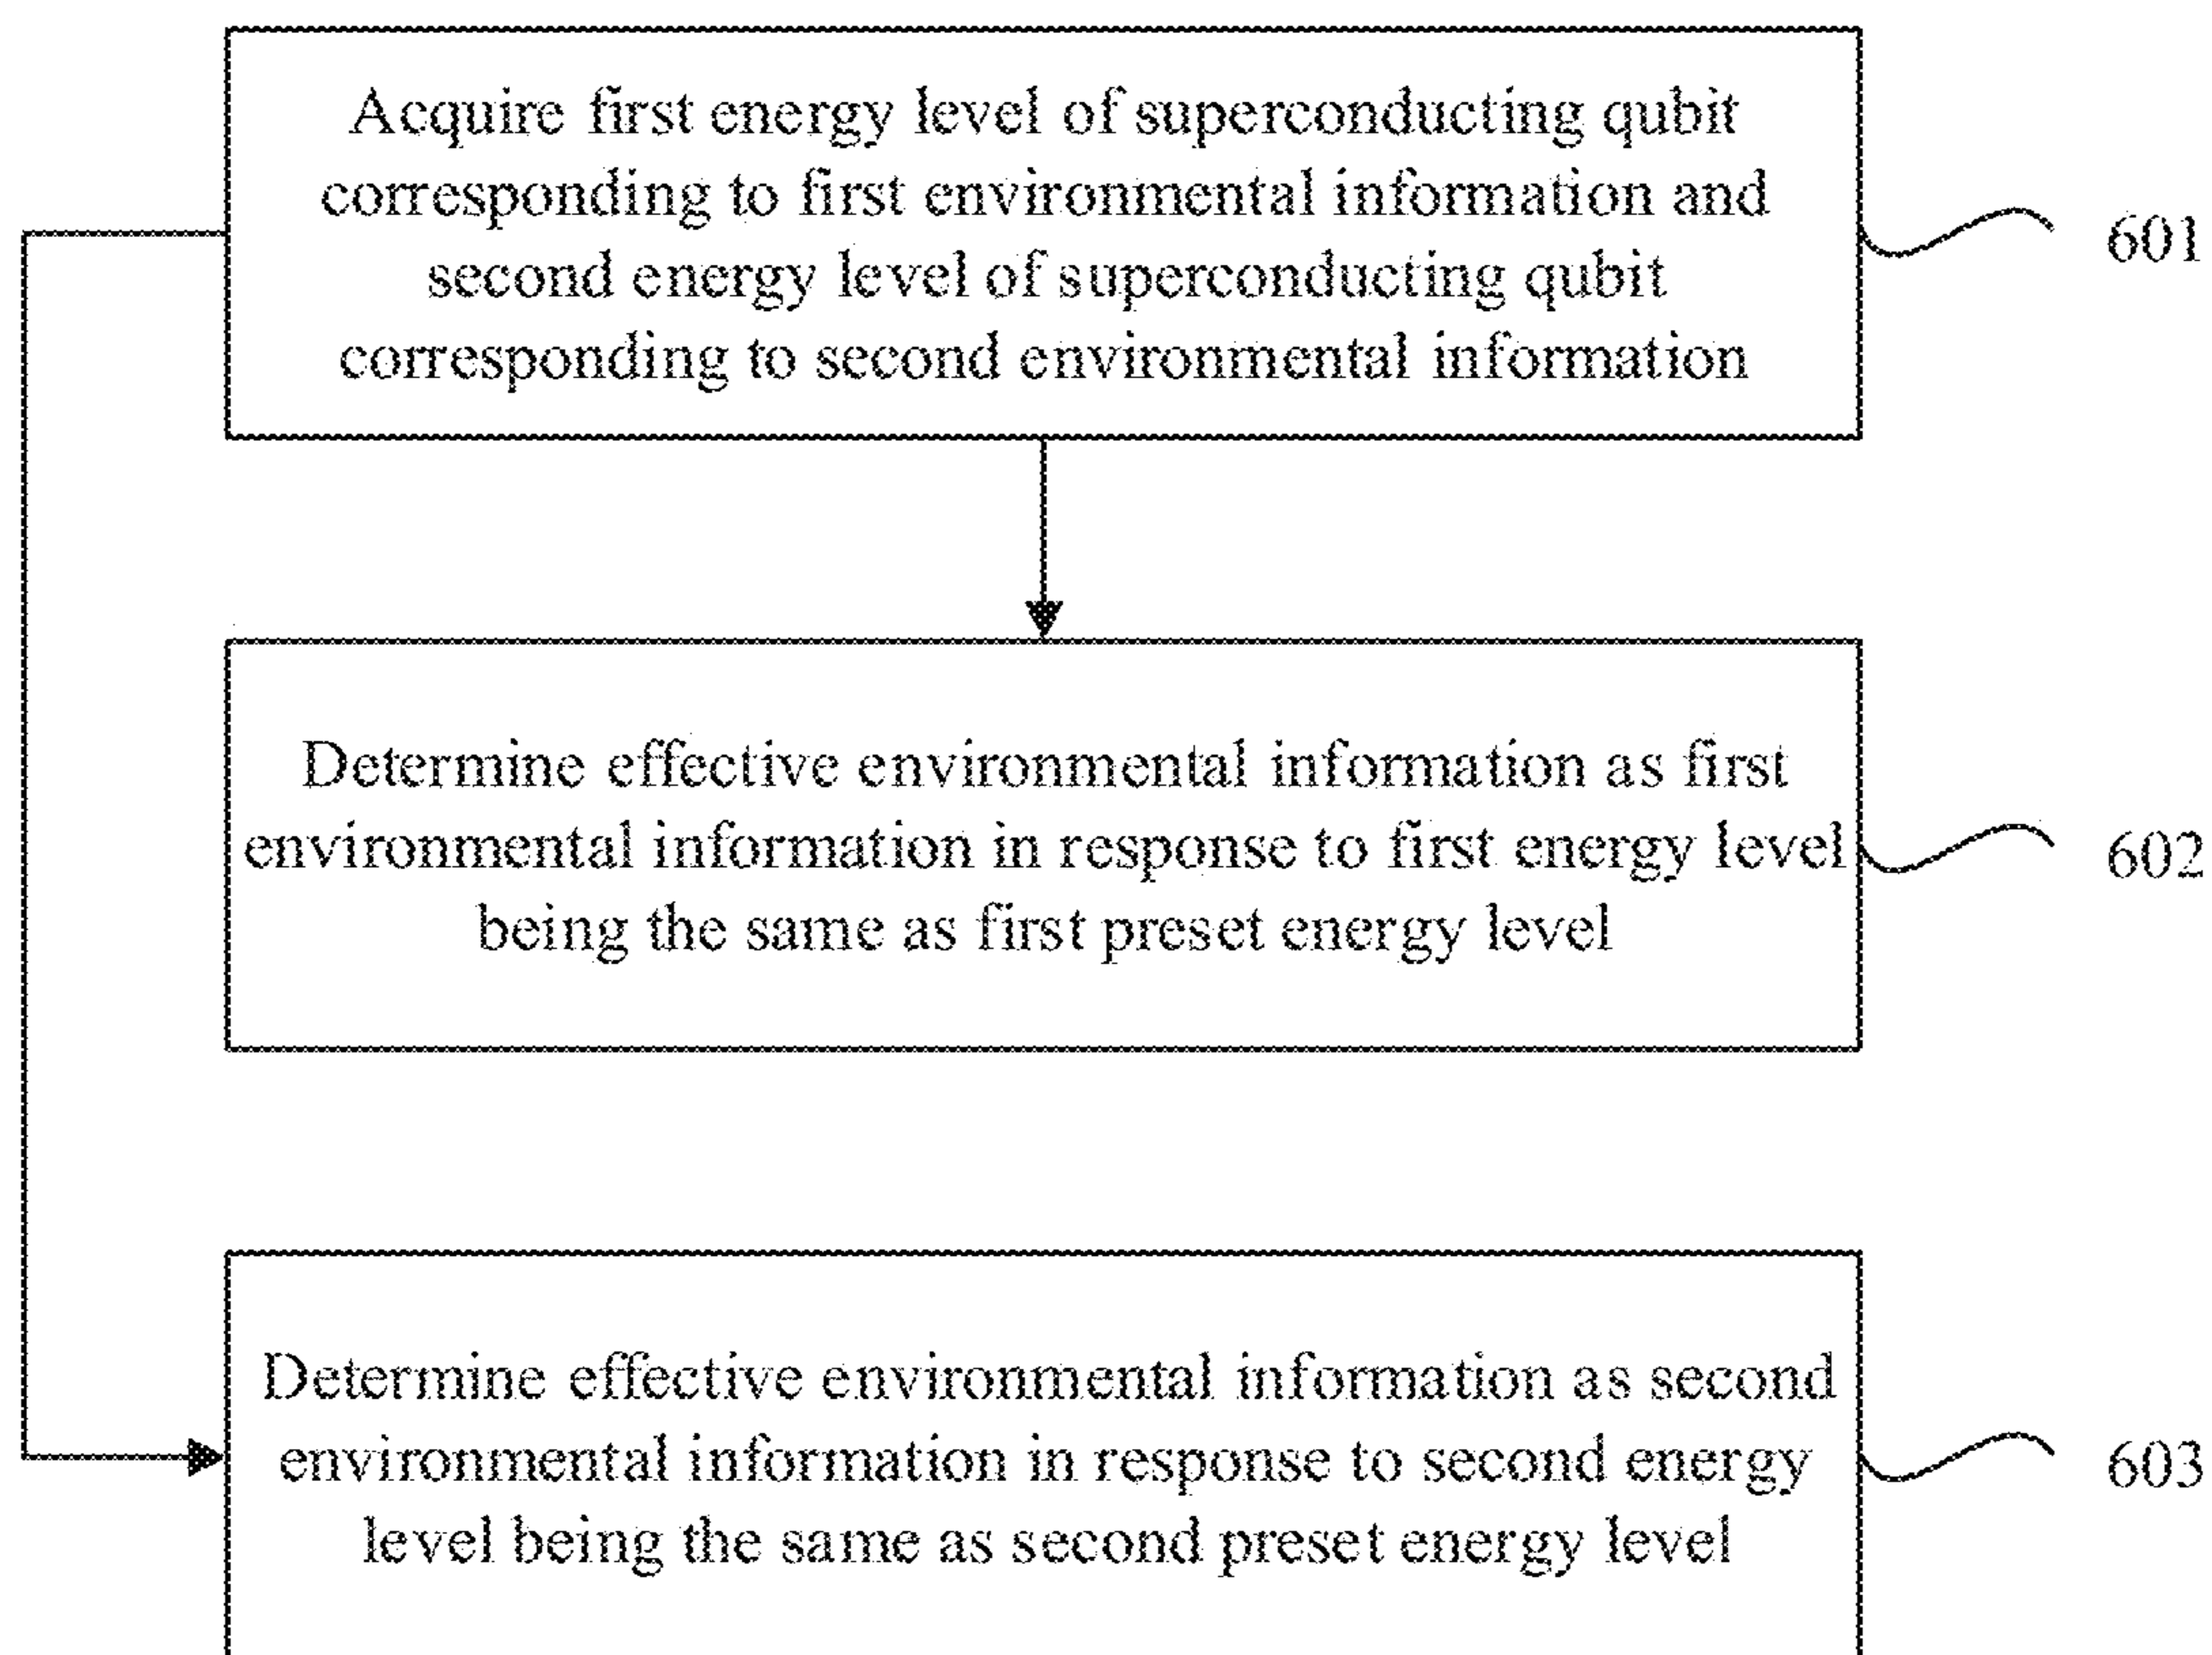 Acquire first energy level of superconducting qubit
corresponding to first environmental information and
second energy level of superconducting qubit
corresponding to second environmental information
601
Determine effective environmental information as first
environmental information in response to first energy level
being the same as first preset energy level
602
Determine effective environmental information as second
environmental information in response to second energy
level being the same as second preset energy level
603